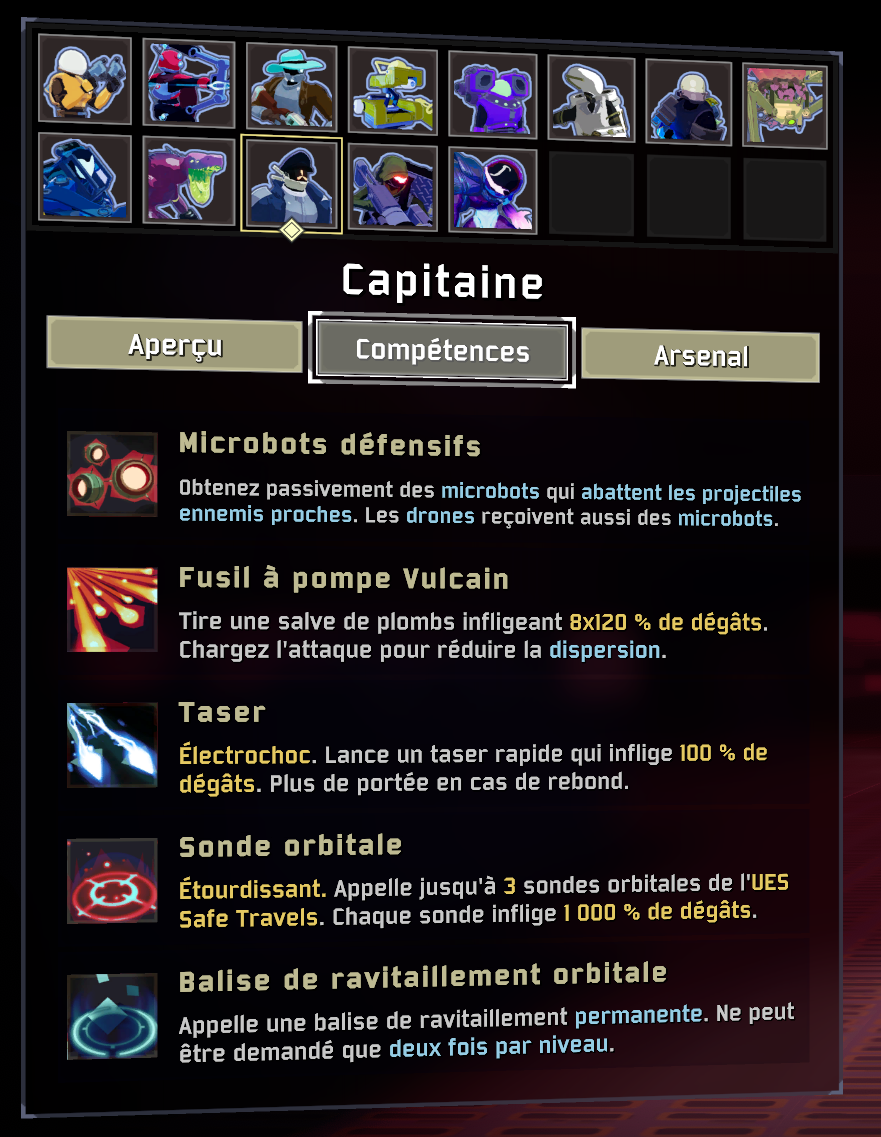 Capitaine
Aperçu
Compétences
Arsenal
Microbots défensifs
Obtenez passivement des microbots qui abattent les projectiles
ennemis proches. Les drones reçoivent aussi des microbots.
Fusil à pompe Vulcain
Tire une salve de plombs infligeant 8x120 % de dégâts.
Chargez l'attaque pour réduire la dispersion.
Taser
Électrochoc. Lance un taser rapide qui inflige 100 % de
dégâts. Plus de portée en cas de rebond.
Sonde orbitale
Étourdissant. Appelle jusqu'à 3 sondes orbitales de l'UES
Safe Travels. Chaque sonde inflige 1 000 % de dégâts.
Balise de ravitaillement orbitale
Appelle une balise de ravitaillement permanente. Ne peut
être demandé que deux fois par niveau.